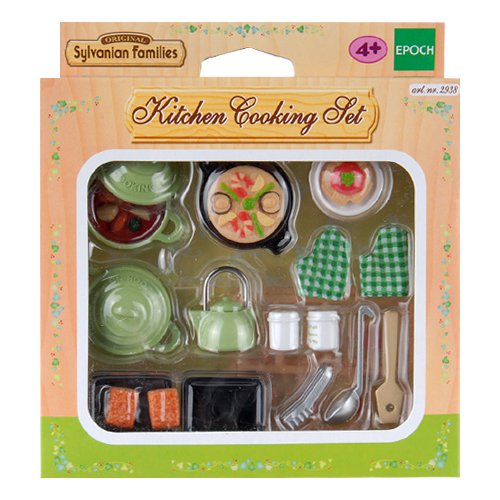 ORIGINAL
Sylvanian Families
4+
EPOCH
art.nr. 2938
Kitchen Cooking Set